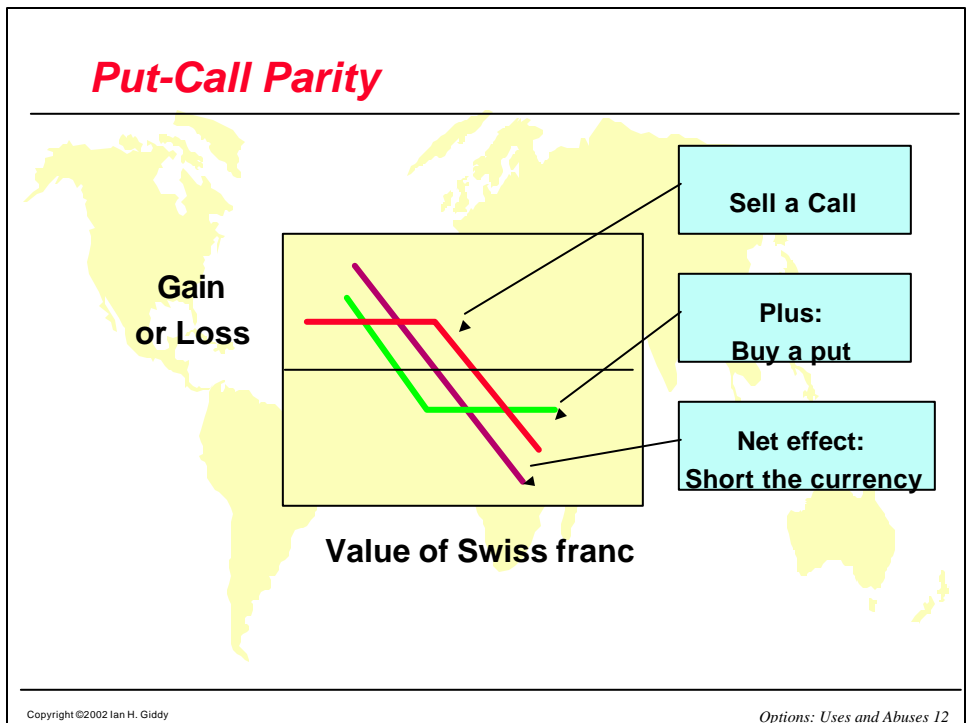 Put-Call Parity
Sell a Call
Gain
or Loss
Plus:
Buy a put
Net effect:
Short the currency
Value of Swiss franc
Copyright ©2002 Ian H. Giddy
Options: Uses and Abuses 12